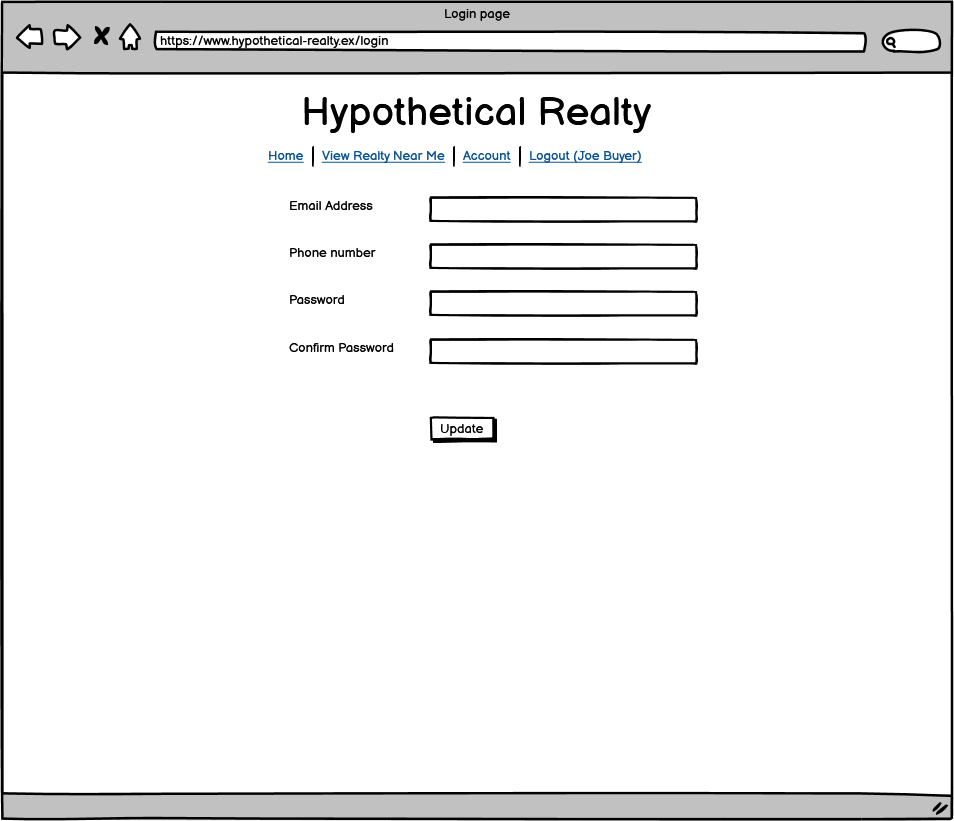 Login page
https://www.hypothetical-realty.ex/login
Hypothetical Realty
Home | View Realty Near Me | Account | Logout (Joe Buyer)
Email Address
Phone number
Password
Confirm Password
Update